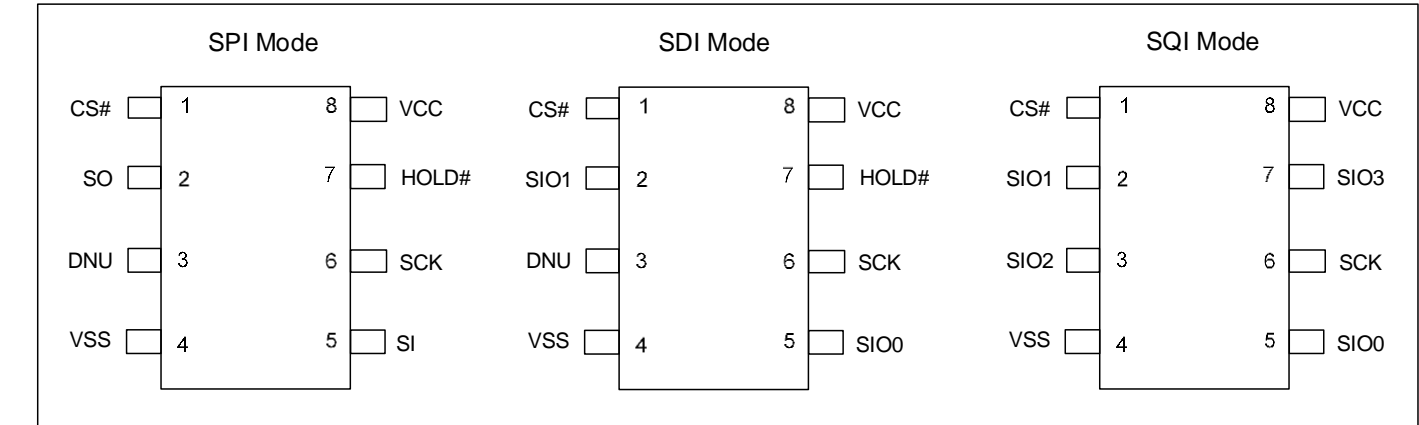 SPI Mode
CS# 1 8 VCC
SO 2 7 HOLD#
DNU 3 6 SCK
VSS 4 5 SI
SDI Mode
CS# 1 8 VCC
SIO1 2 7 HOLD#
DNU 3 6 SCK
VSS 4 5 SIO0
SQI Mode
CS# 1 8 VCC
SIO1 2 7 SIO3
SIO2 3 6 SCK
VSS 4 5 SIO0